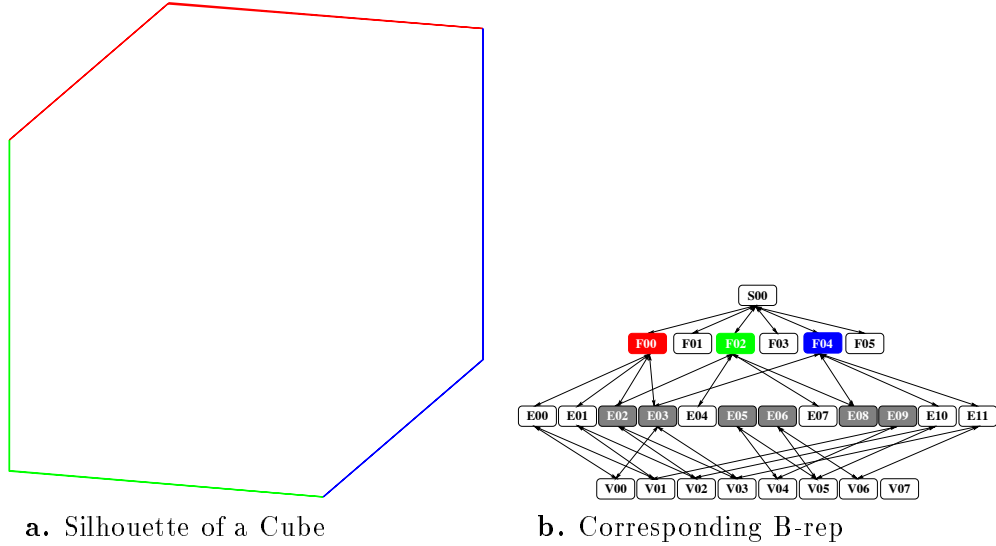 S00
F00 F01 F02 F03 F04 F05
E00 E01 E02 E03 E04 E05 E06 E07 E08 E09 E10 E11
V00 V01 V02 V03 V04 V05 V06 V07
a. Silhouette of a Cube
b. Corresponding B-rep